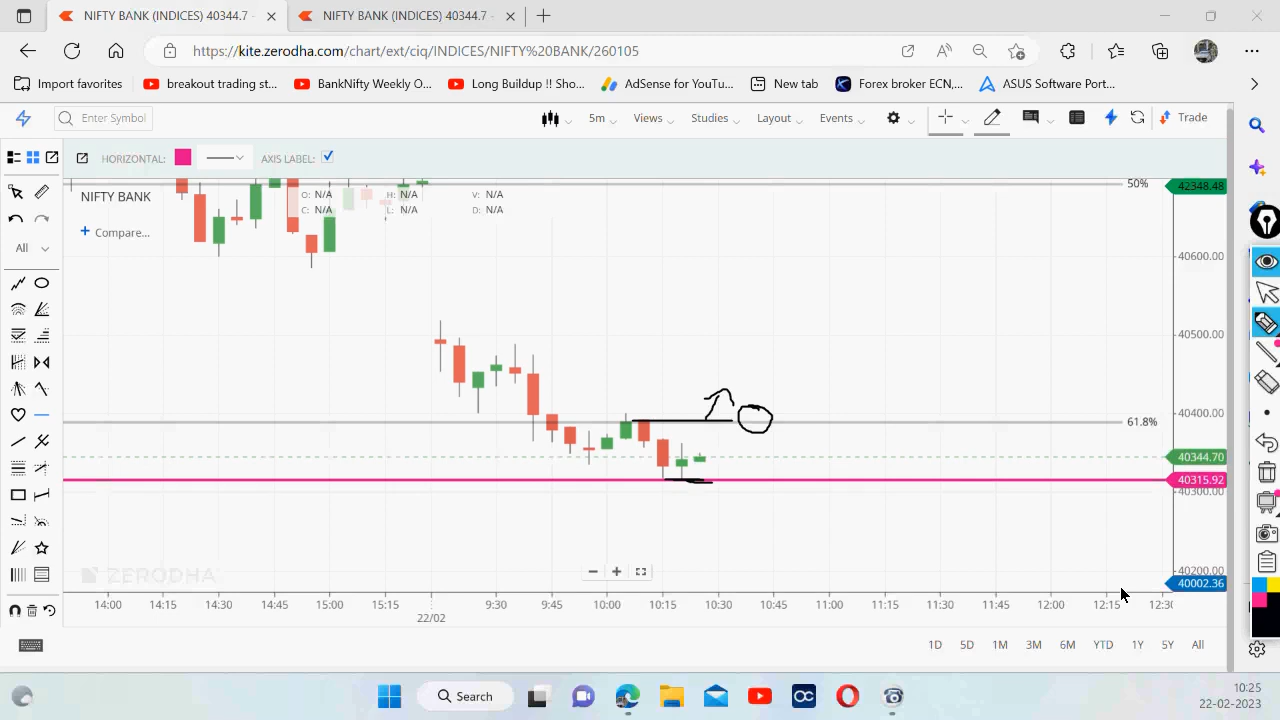 NIFTY BANK (INDICES) 40344.7 -
NIFTY BANK (INDICES) 40344.7 -
https://kite.zerodha.com/chart/ext/ciq/INDICES/NIFTY%20BANK/260105
Import favorites
breakout trading st...
BankNifty Weekly O...
Long Buildup !! Sho...
AdSense for YouTu...
New tab
Forex broker ECN,...
ASUS Software Port...
Enter Symbol
5m
Views
Studies
Layout
Events
Trade
HORIZONTAL:
AXIS LABEL:
NIFTY BANK
O: N/A H: N/A V: N/A
C: N/A L: N/A D: N/A
Compare...
All
50%
42348.48
40600.00
40500.00
40400.00
61.8%
40344.70
40315.92
40300.00
40200.00
40002.36
ZERODHA
14:00 14:15 14:30 14:45 15:00 15:15 9:30 9:45 10:00 10:15 10:30 10:45 11:00 11:15 11:30 11:45 12:00 12:15 12:30
22/02
1D 5D 1M 3M 6M YTD 1Y 5Y All
Search
10:25
22-02-2023